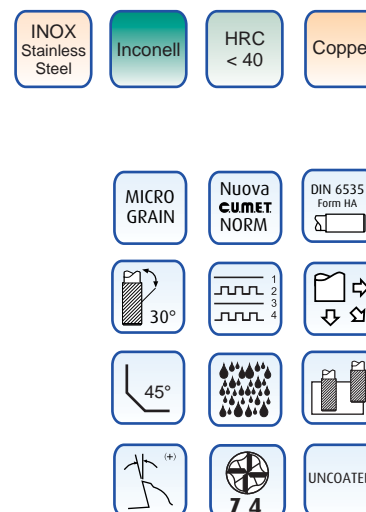 INOX
Stainless
Steel
Inconell
HRC
< 40
Coppe
MICRO
GRAIN
Nuova
C.U.M.E.T.
NORM
DIN 6535
Form HA
30°
1
2
3
4
45°
(+)
7 4
UNCOATE